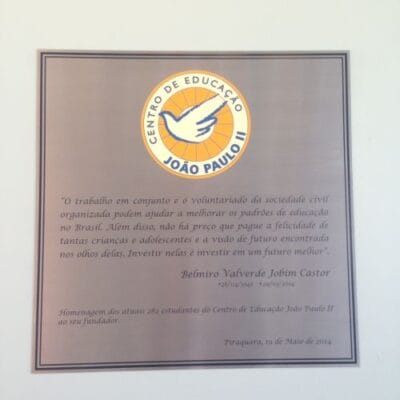 CENTRO DE EDUCAÇÃO
JOÃO PAULO II
"O trabalho em conjunto e o voluntariado da sociedade civil
organizada podem ajudar a melhorar os padrões de educação
no Brasil. Além disso, não há preço que pague a felicidade de
tantas crianças e adolescentes e a visão de futuro encontrada
nos olhos delas. Investir nelas é investir em um futuro melhor".
Belmiro Valverde Jobim Castor
Homenagem dos atuais 282 estudantes do Centro de Educação João Paulo II
ao seu fundador.
Piraquara, 19 de Maio de 2014